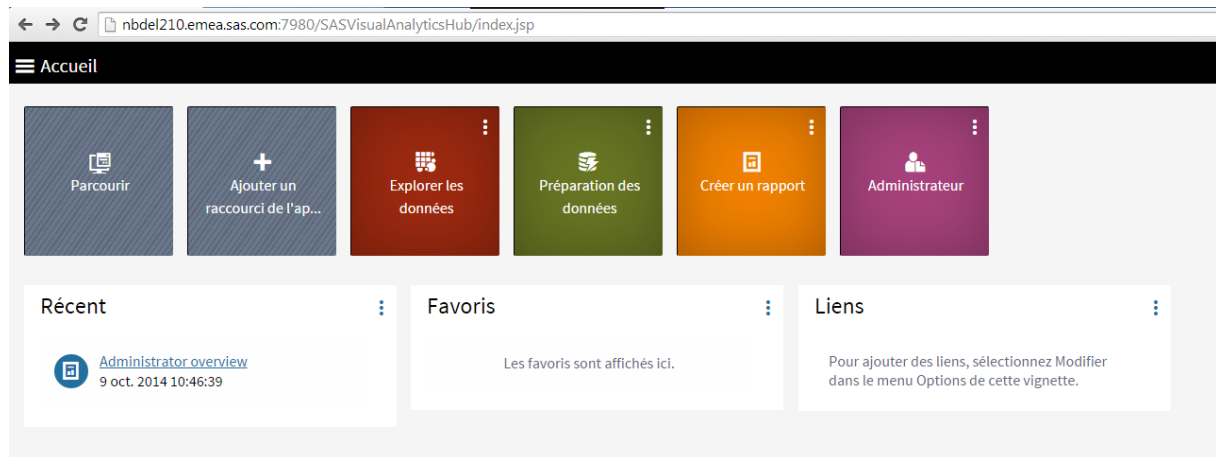 nbdel210.emea.sas.com:7980/SASVisualAnalyticsHub/index.jsp
Accueil
Parcourir
Ajouter un
raccourci de l'ap...
Explorer les
données
Préparation des
données
Créer un rapport
Administrateur
Récent
Administrator overview
9 oct. 2014 10:46:39
Favoris
Les favoris sont affichés ici.
Liens
Pour ajouter des liens, sélectionnez Modifier
dans le menu Options de cette vignette.